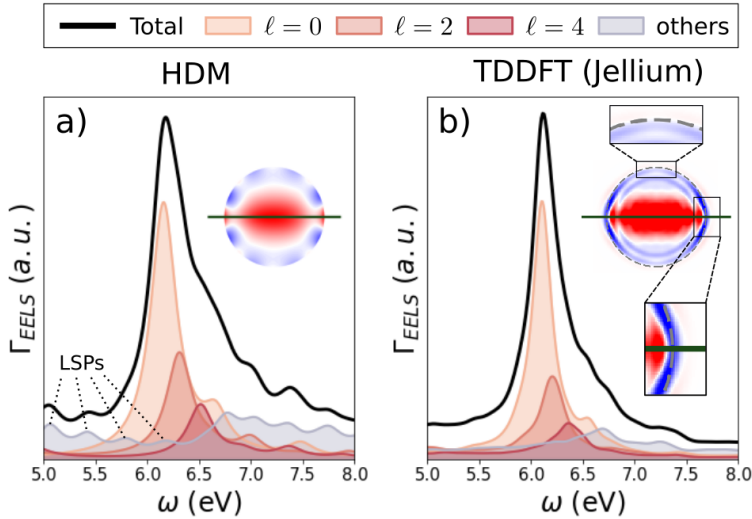 Total ℓ = 0 ℓ = 2 ℓ = 4 others
HDM TDDFT (Jellium)
a) b)
LSPs
Γ_EELS (a.u.) Γ_EELS (a.u.)
5.0 5.5 6.0 6.5 7.0 7.5 8.0 5.0 5.5 6.0 6.5 7.0 7.5 8.0
ω (eV) ω (eV)